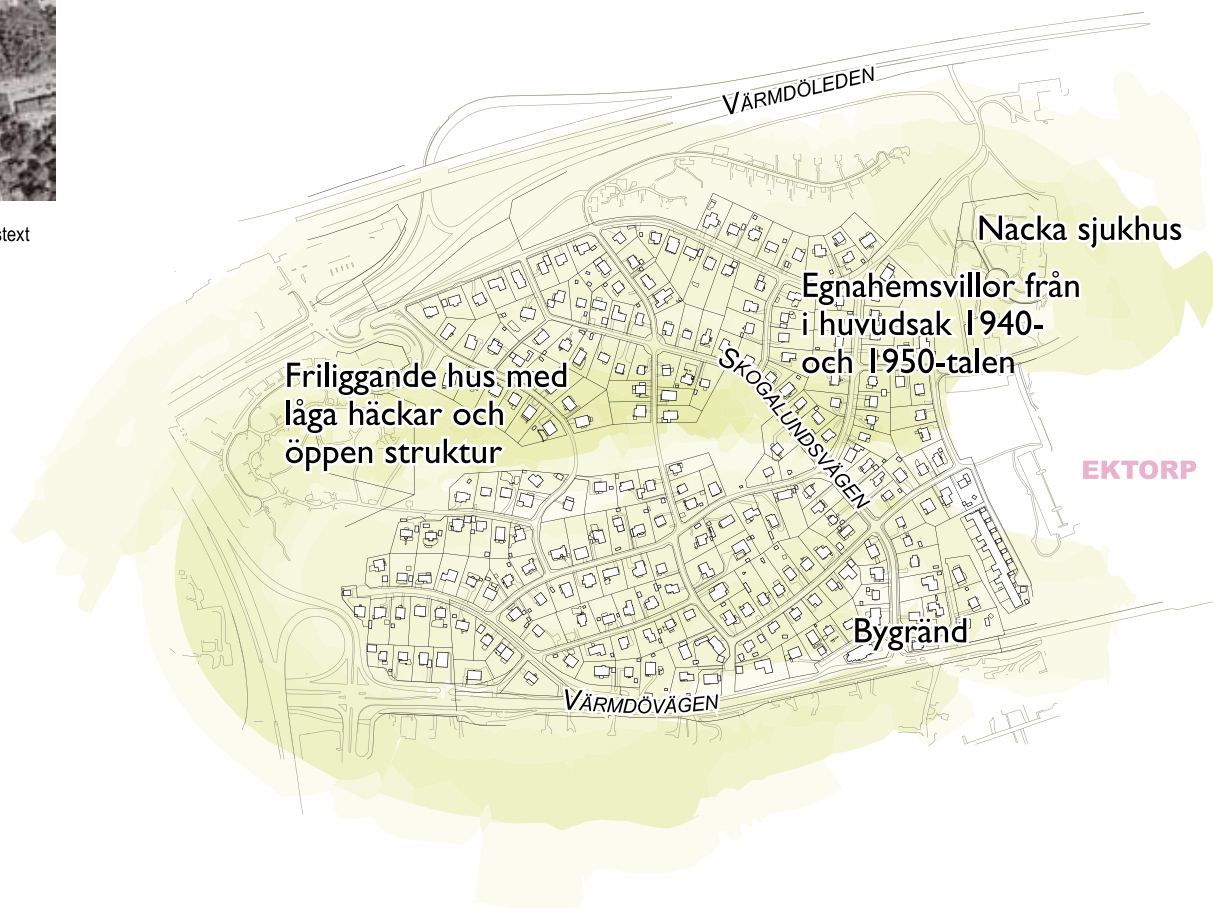 VÄRMDÖLEDEN
stext
Nacka sjukhus
Egnahemsvillor från
i huvudsak 1940-
och 1950-talen
Friliggande hus med
låga häckar och
öppen struktur
SKOGALUNDSVÄGEN
EKTORP
Bygränd
VÄRMDÖVÄGEN